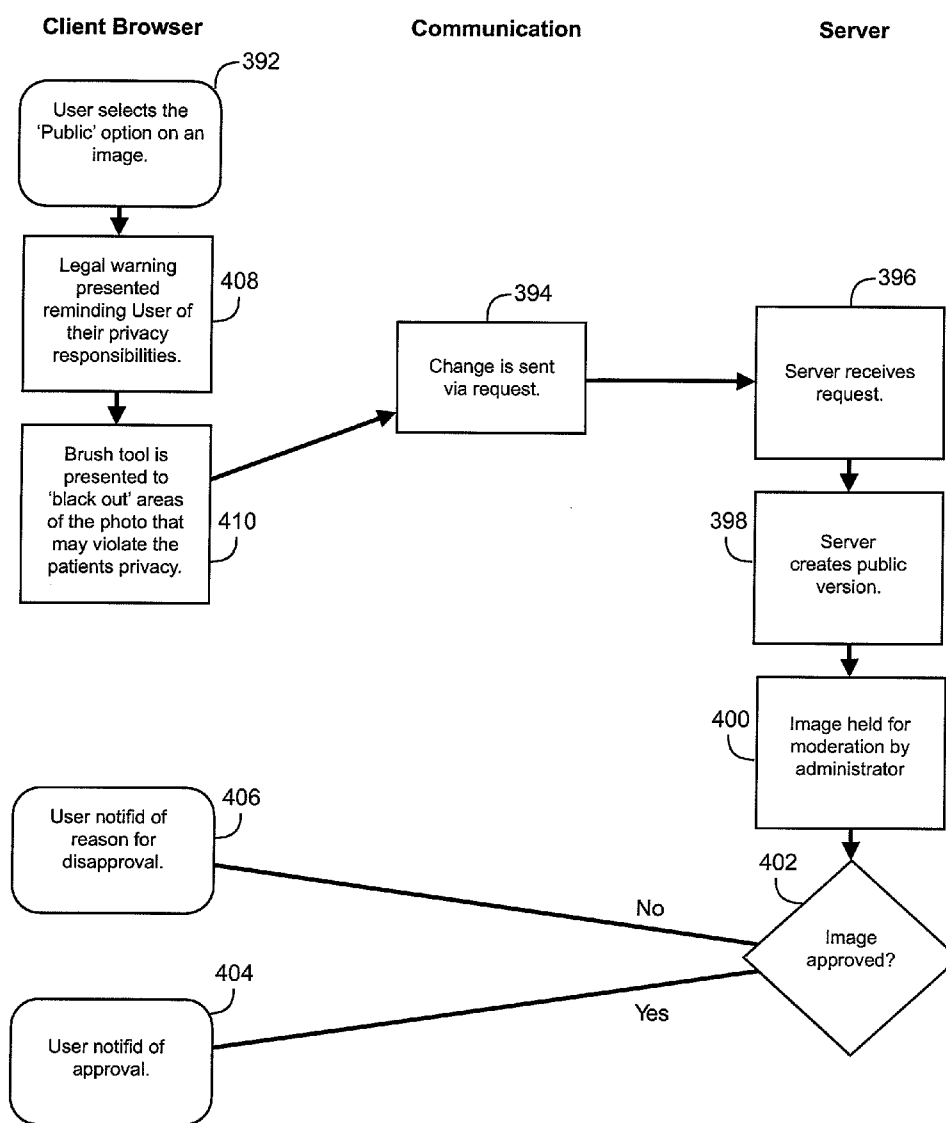 Client Browser
Communication
Server
392
User selects the
'Public' option on an
image.
Legal warning
presented
reminding User of
their privacy
responsibilities.
408
Brush tool is
presented to
'black out' areas
of the photo that
may violate the
patients privacy.
410
394
Change is sent
via request.
396
Server receives
request.
398
Server
creates public
version.
400
Image held for
moderation by
administrator
402
Image
approved?
No
Yes
406
User notifid of
reason for
disapproval.
404
User notifid of
approval.